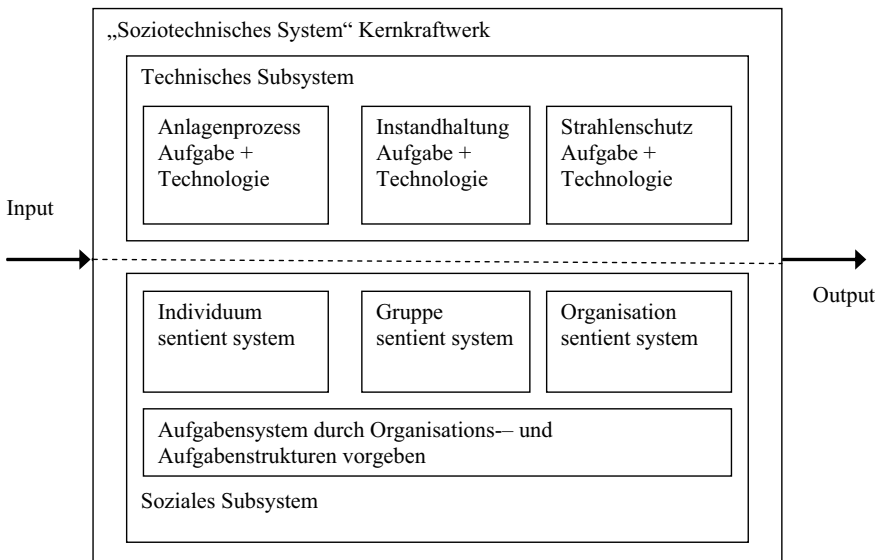 „Soziotechnisches System“ Kernkraftwerk
Technisches Subsystem
Anlagenprozess
Aufgabe +
Technologie
Instandhaltung
Aufgabe +
Technologie
Strahlenschutz
Aufgabe +
Technologie
Input
Output
Individuum
sentient system
Gruppe
sentient system
Organisation
sentient system
Aufgabensystem durch Organisations-– und
Aufgabenstrukturen vorgeben
Soziales Subsystem